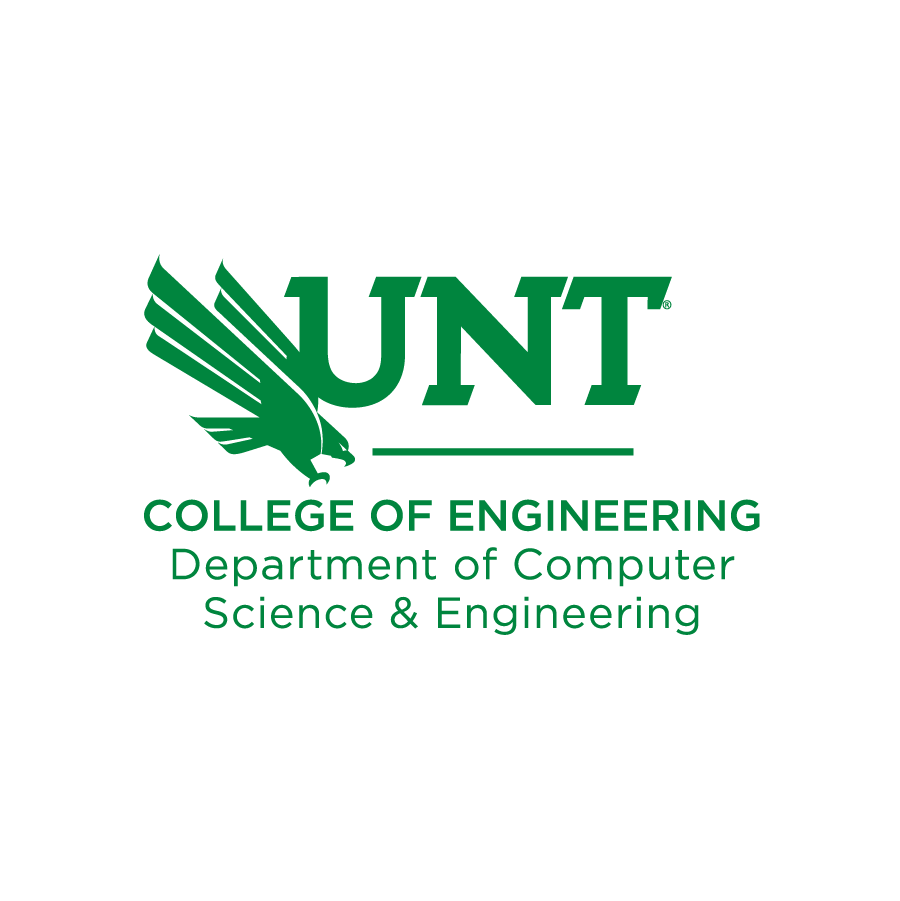 UNT®
COLLEGE OF ENGINEERING
Department of Computer
Science & Engineering